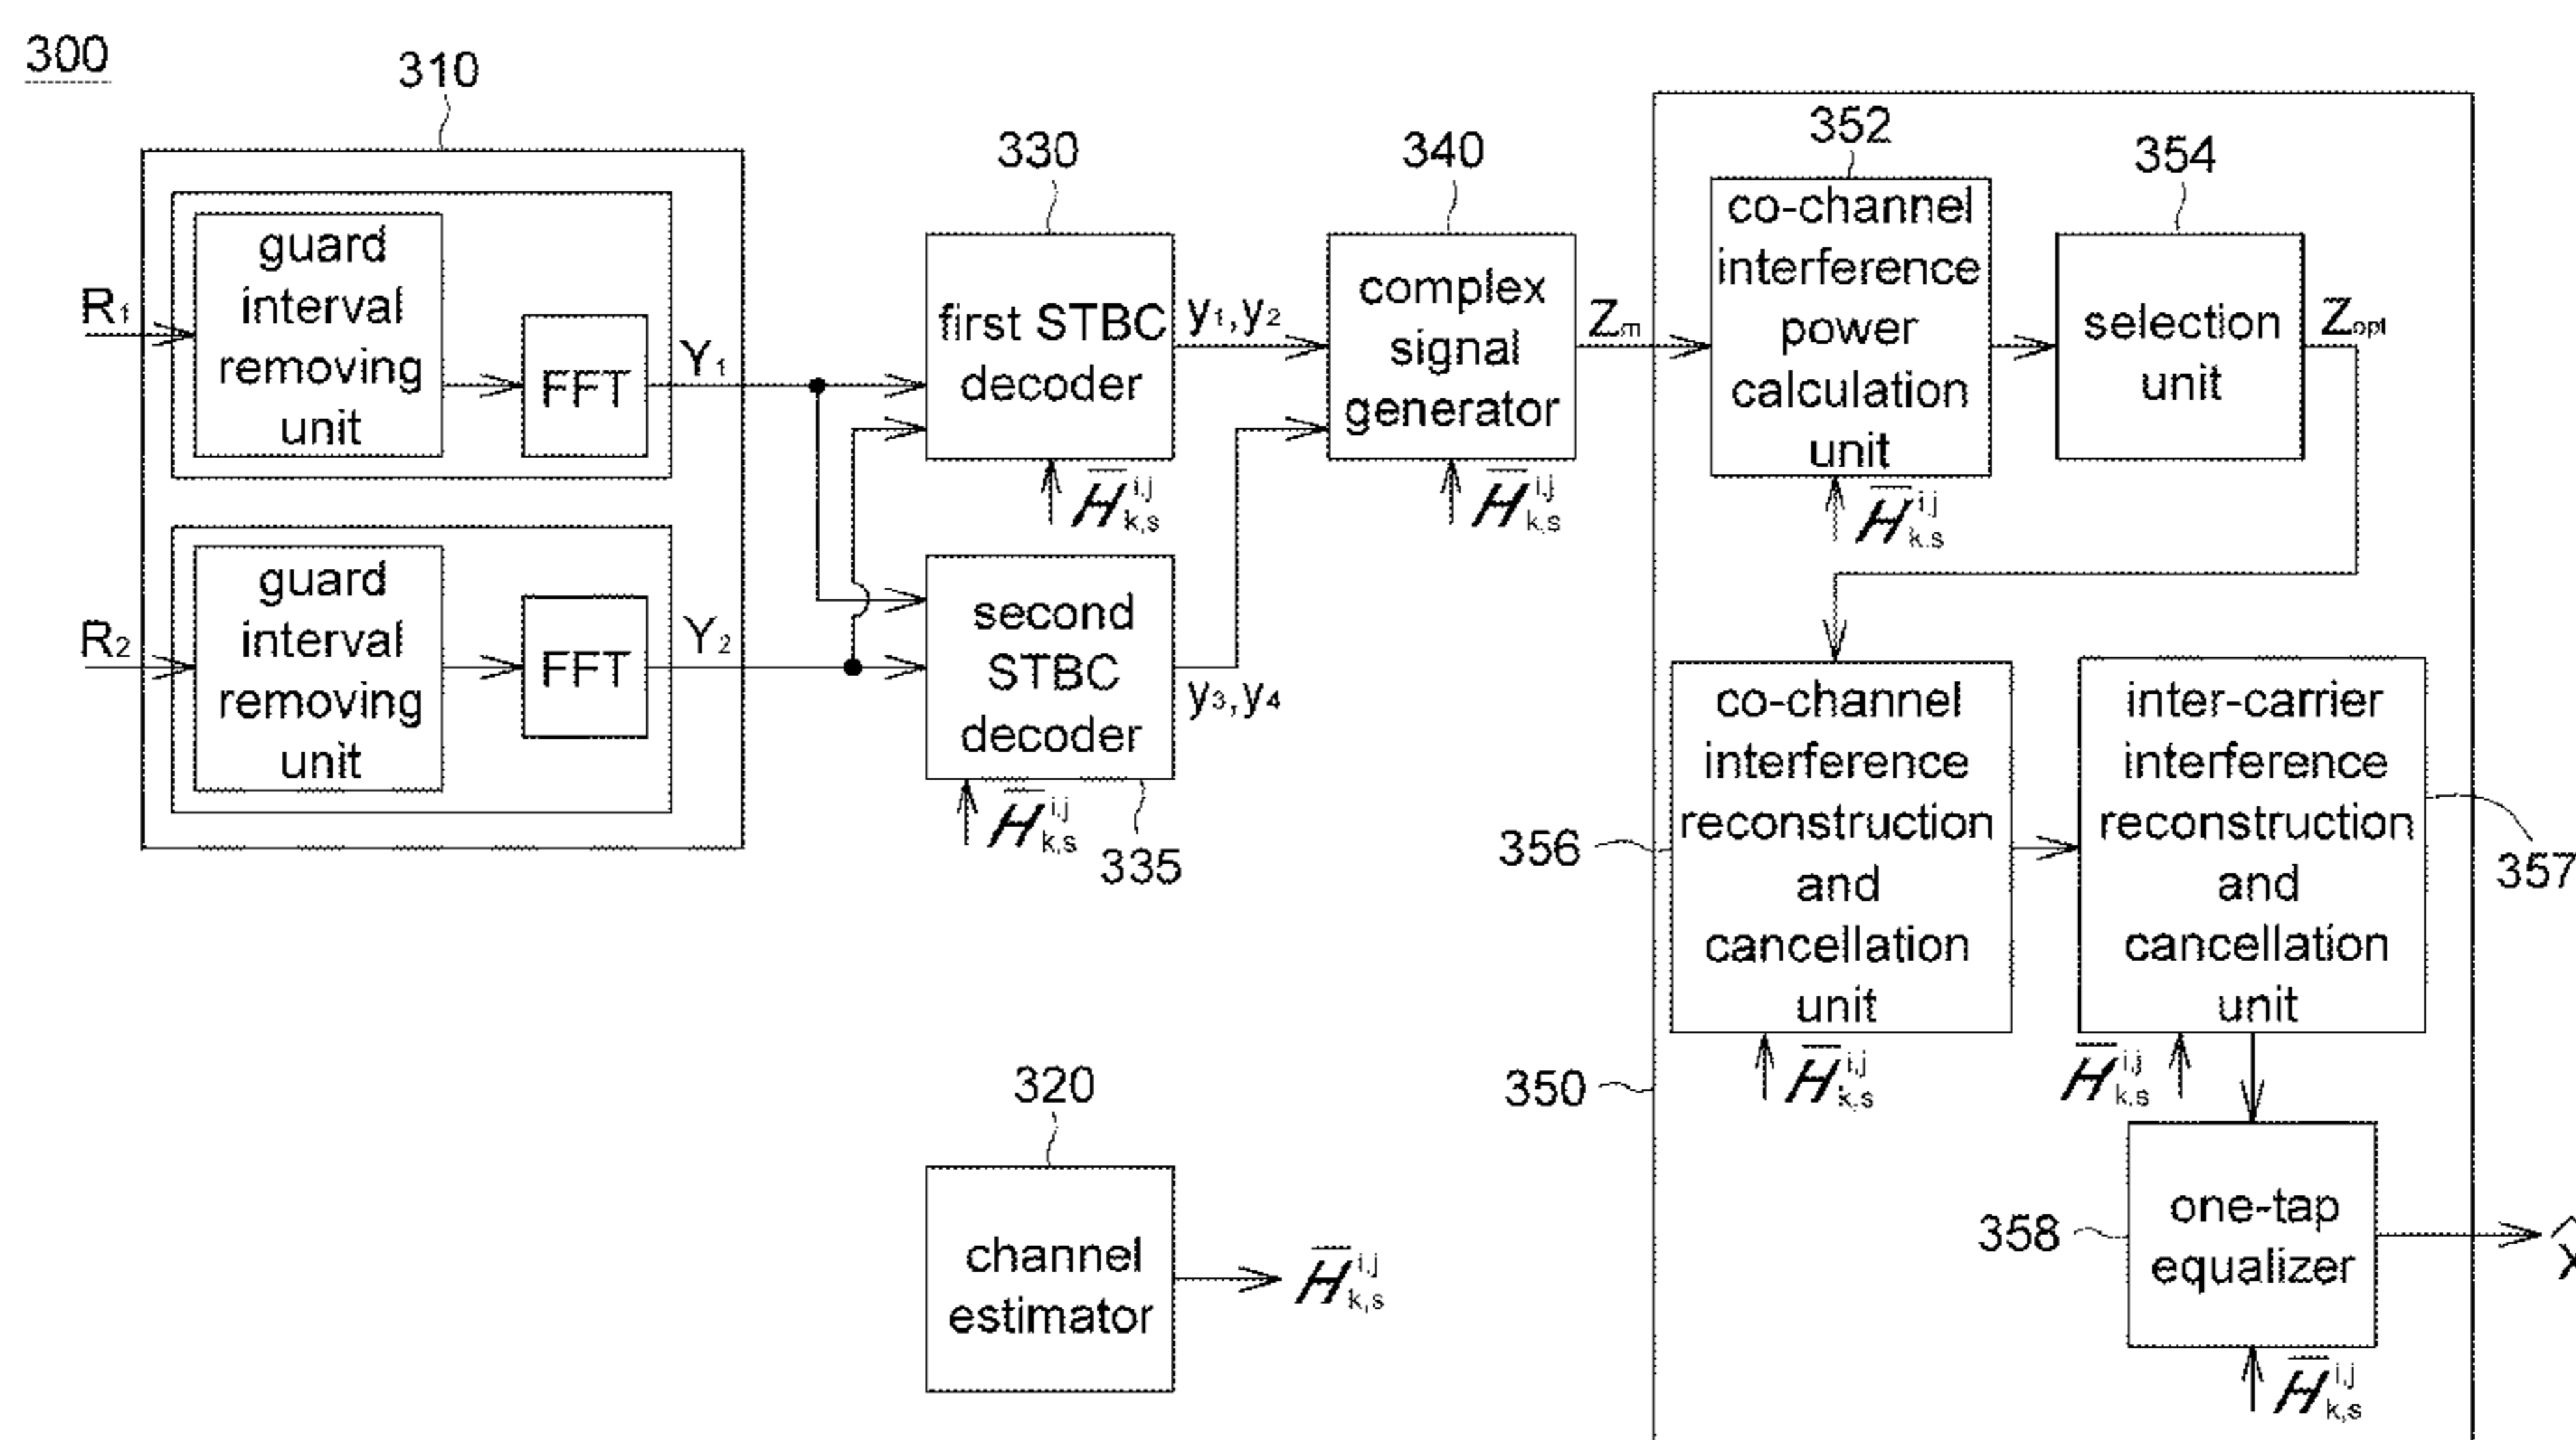 300
310
R1
guard
interval
removing
unit
FFT
Y1
R2
guard
interval
removing
unit
FFT
Y2
330
first STBC
decoder
y1,y2
H̅ i,j k,s
second
STBC
decoder
y3,y4
H̅ i,j k,s
335
340
complex
signal
generator
Zm
H̅ i,j k,s
352
co-channel
interference
power
calculation
unit
H̅ i,j k,s
354
selection
unit
Zopt
356
co-channel
interference
reconstruction
and
cancellation
unit
H̅ i,j k,s
inter-carrier
interference
reconstruction
and
cancellation
unit
357
H̅ i,j k,s
350
358
one-tap
equalizer
H̅ i,j k,s
320
channel
estimator
H̅ i,j k,s